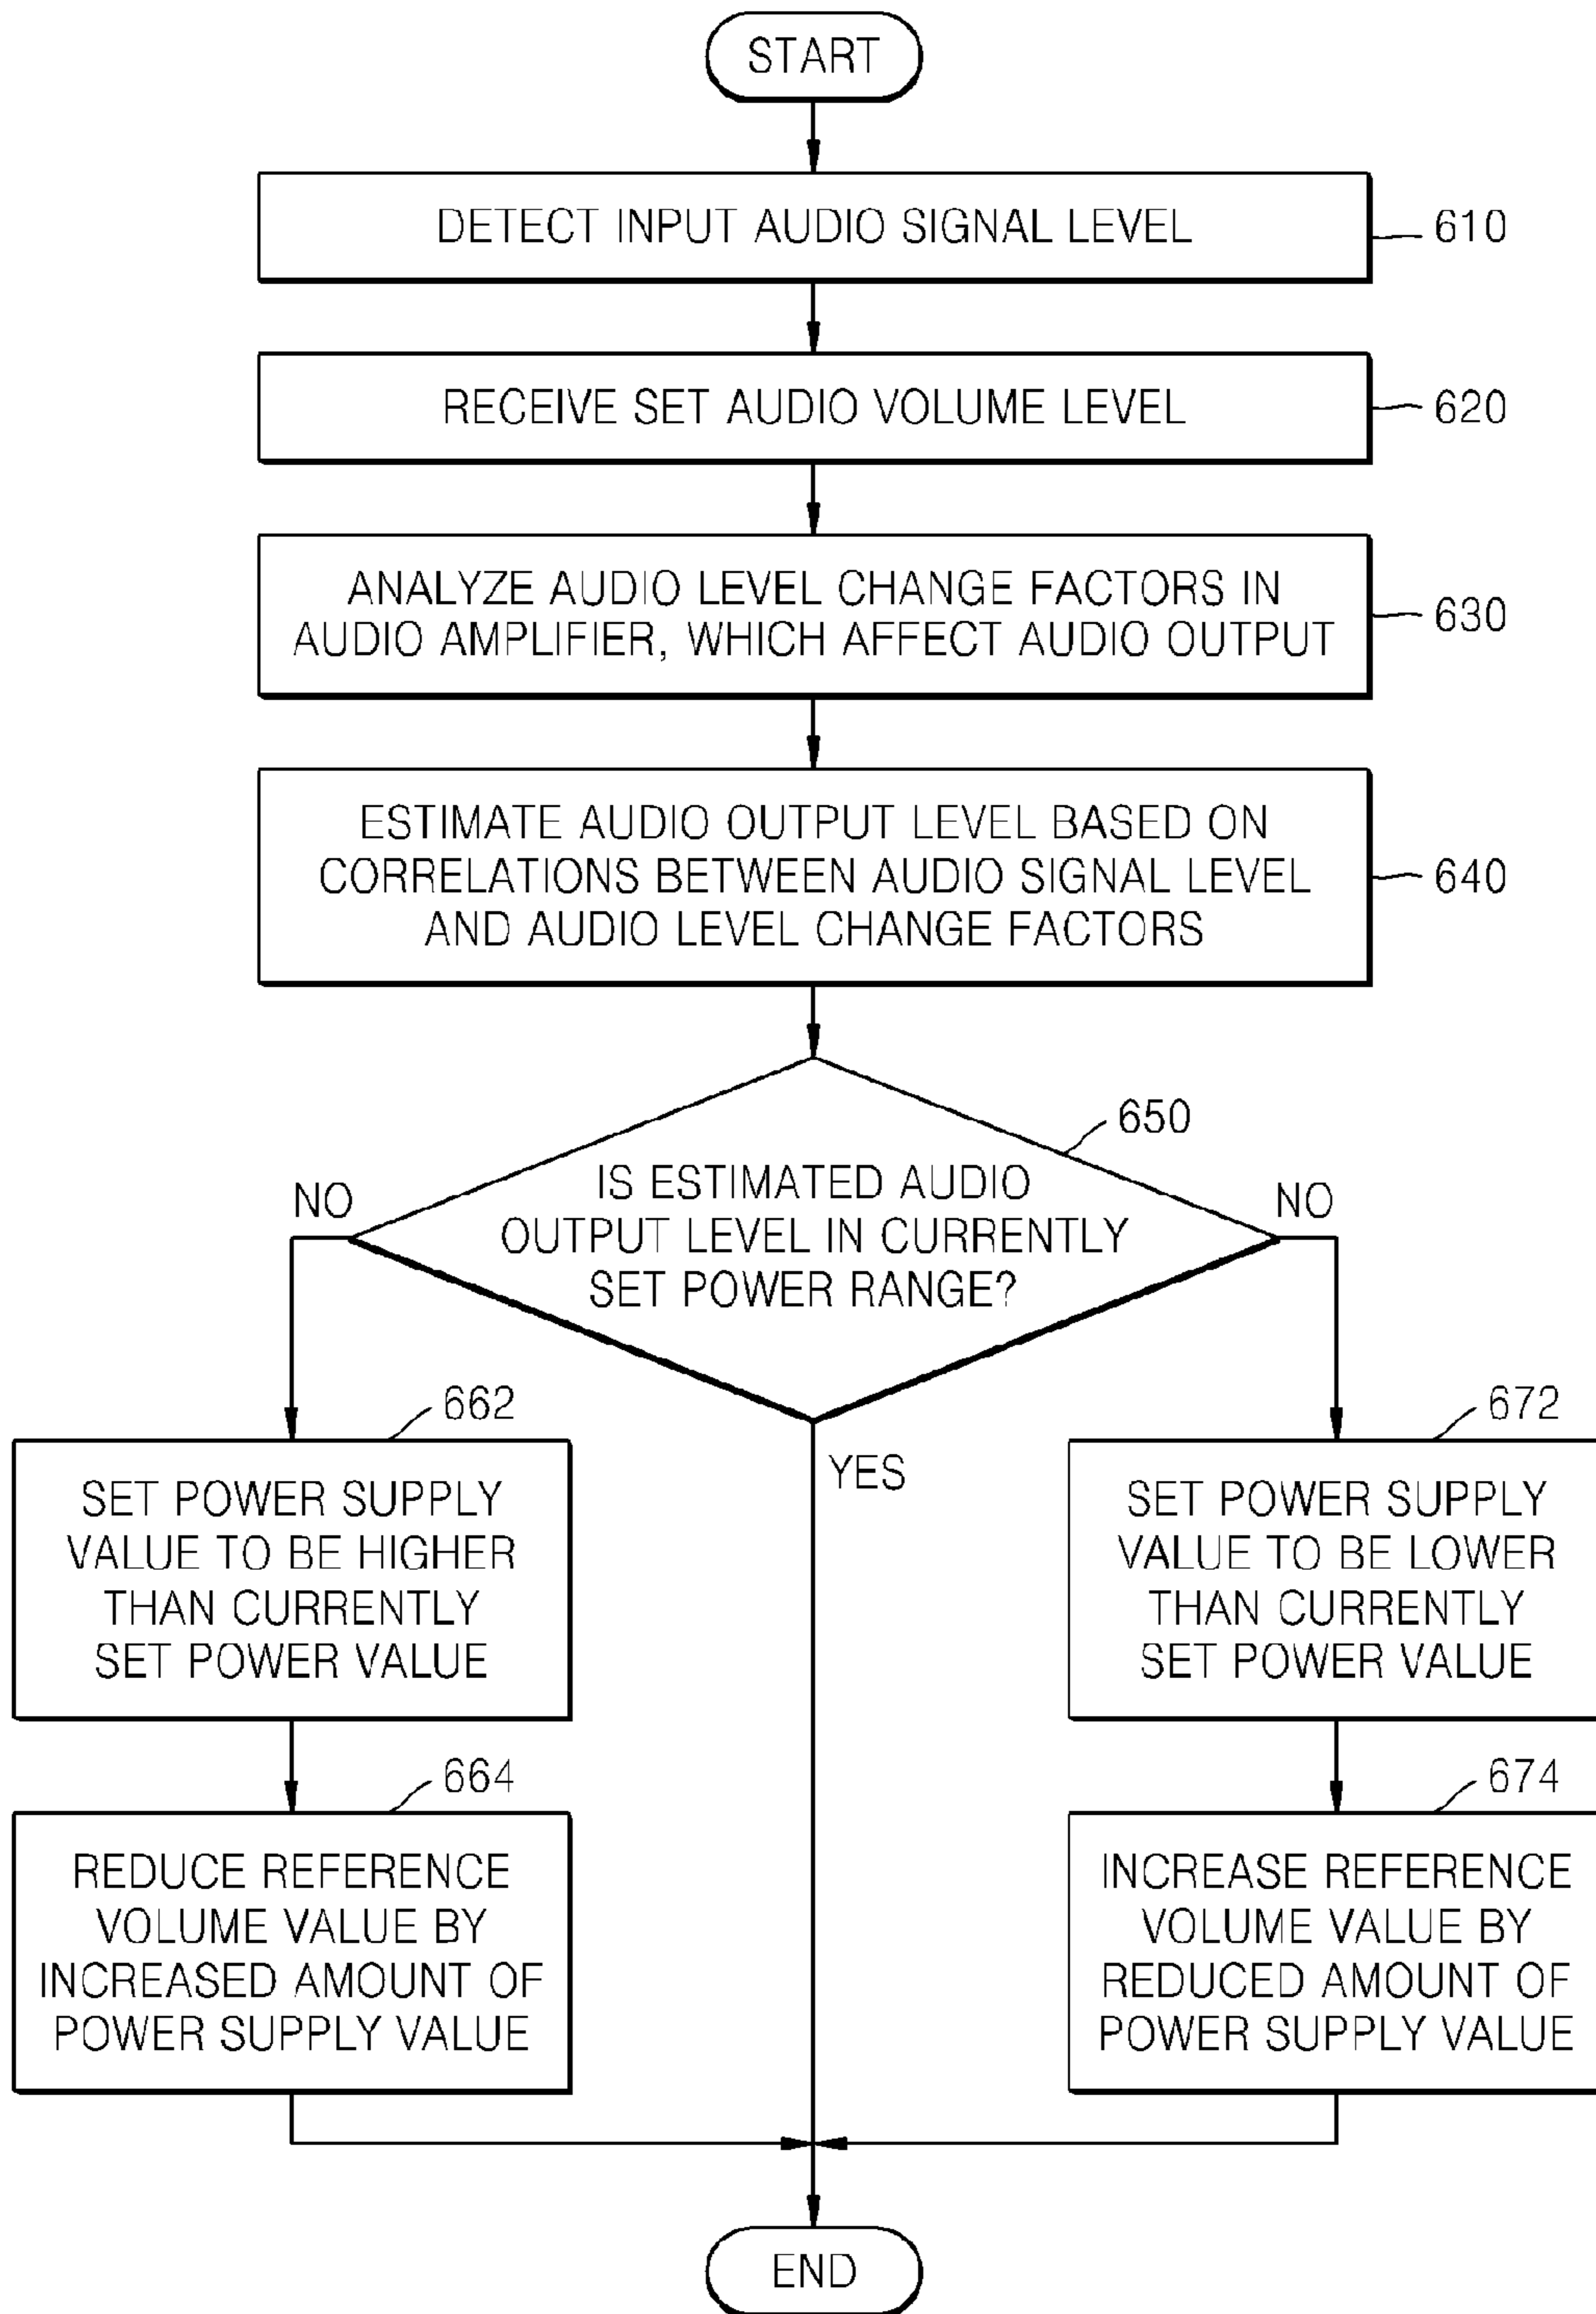 START
DETECT INPUT AUDIO SIGNAL LEVEL
610
RECEIVE SET AUDIO VOLUME LEVEL
620
ANALYZE AUDIO LEVEL CHANGE FACTORS IN
AUDIO AMPLIFIER, WHICH AFFECT AUDIO OUTPUT
630
ESTIMATE AUDIO OUTPUT LEVEL BASED ON
CORRELATIONS BETWEEN AUDIO SIGNAL LEVEL
AND AUDIO LEVEL CHANGE FACTORS
640
650
IS ESTIMATED AUDIO
OUTPUT LEVEL IN CURRENTLY
SET POWER RANGE?
NO
NO
YES
662
SET POWER SUPPLY
VALUE TO BE HIGHER
THAN CURRENTLY
SET POWER VALUE
672
SET POWER SUPPLY
VALUE TO BE LOWER
THAN CURRENTLY
SET POWER VALUE
664
REDUCE REFERENCE
VOLUME VALUE BY
INCREASED AMOUNT OF
POWER SUPPLY VALUE
674
INCREASE REFERENCE
VOLUME VALUE BY
REDUCED AMOUNT OF
POWER SUPPLY VALUE
END